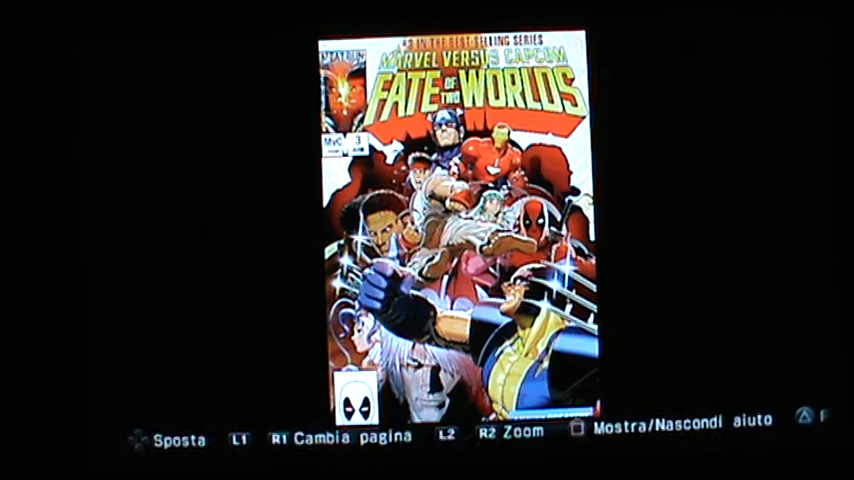 #3 IN THE BEST-SELLING SERIES
MARVEL VERSUS CAPCOM
FATE OF TWO WORLDS
MVC 3
Sposta L1 R1 Cambia pagina L2 R2 Zoom Mostra/Nascondi aiuto